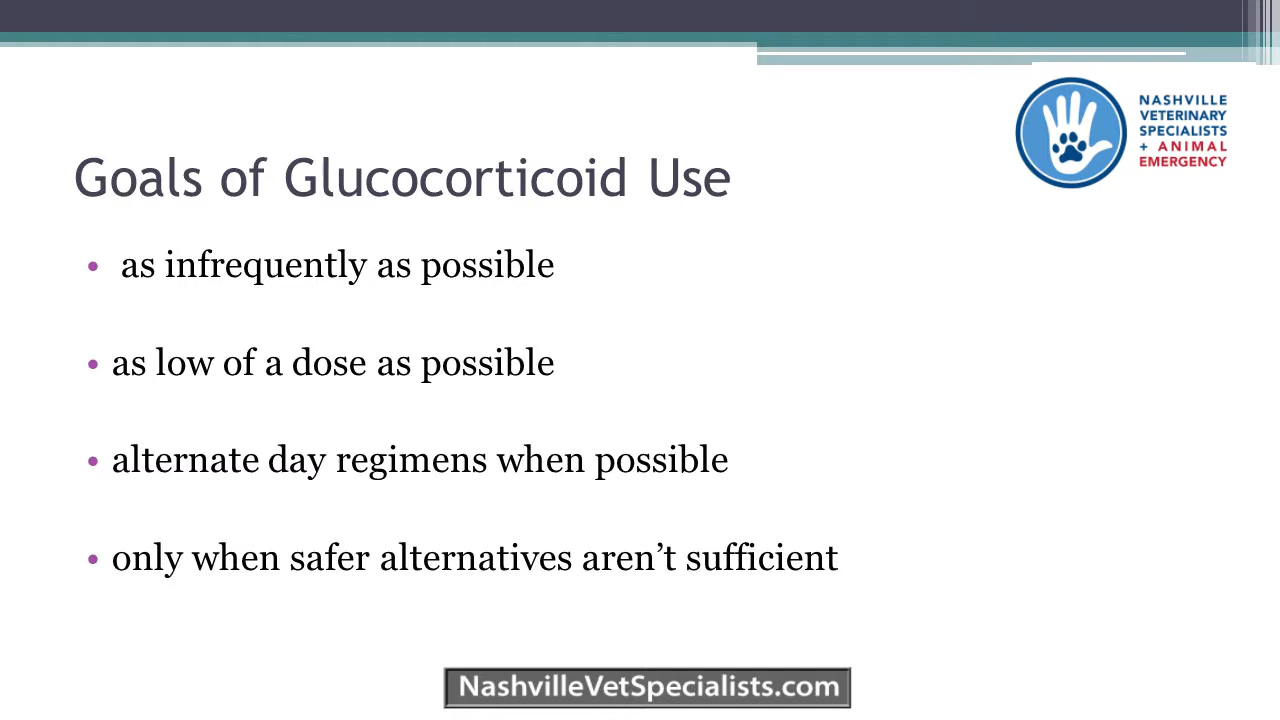 NASHVILLE
VETERINARY
SPECIALISTS
+ ANIMAL
EMERGENCY
Goals of Glucocorticoid Use
• as infrequently as possible
• as low of a dose as possible
• alternate day regimens when possible
• only when safer alternatives aren’t sufficient
NashvilleVetSpecialists.com